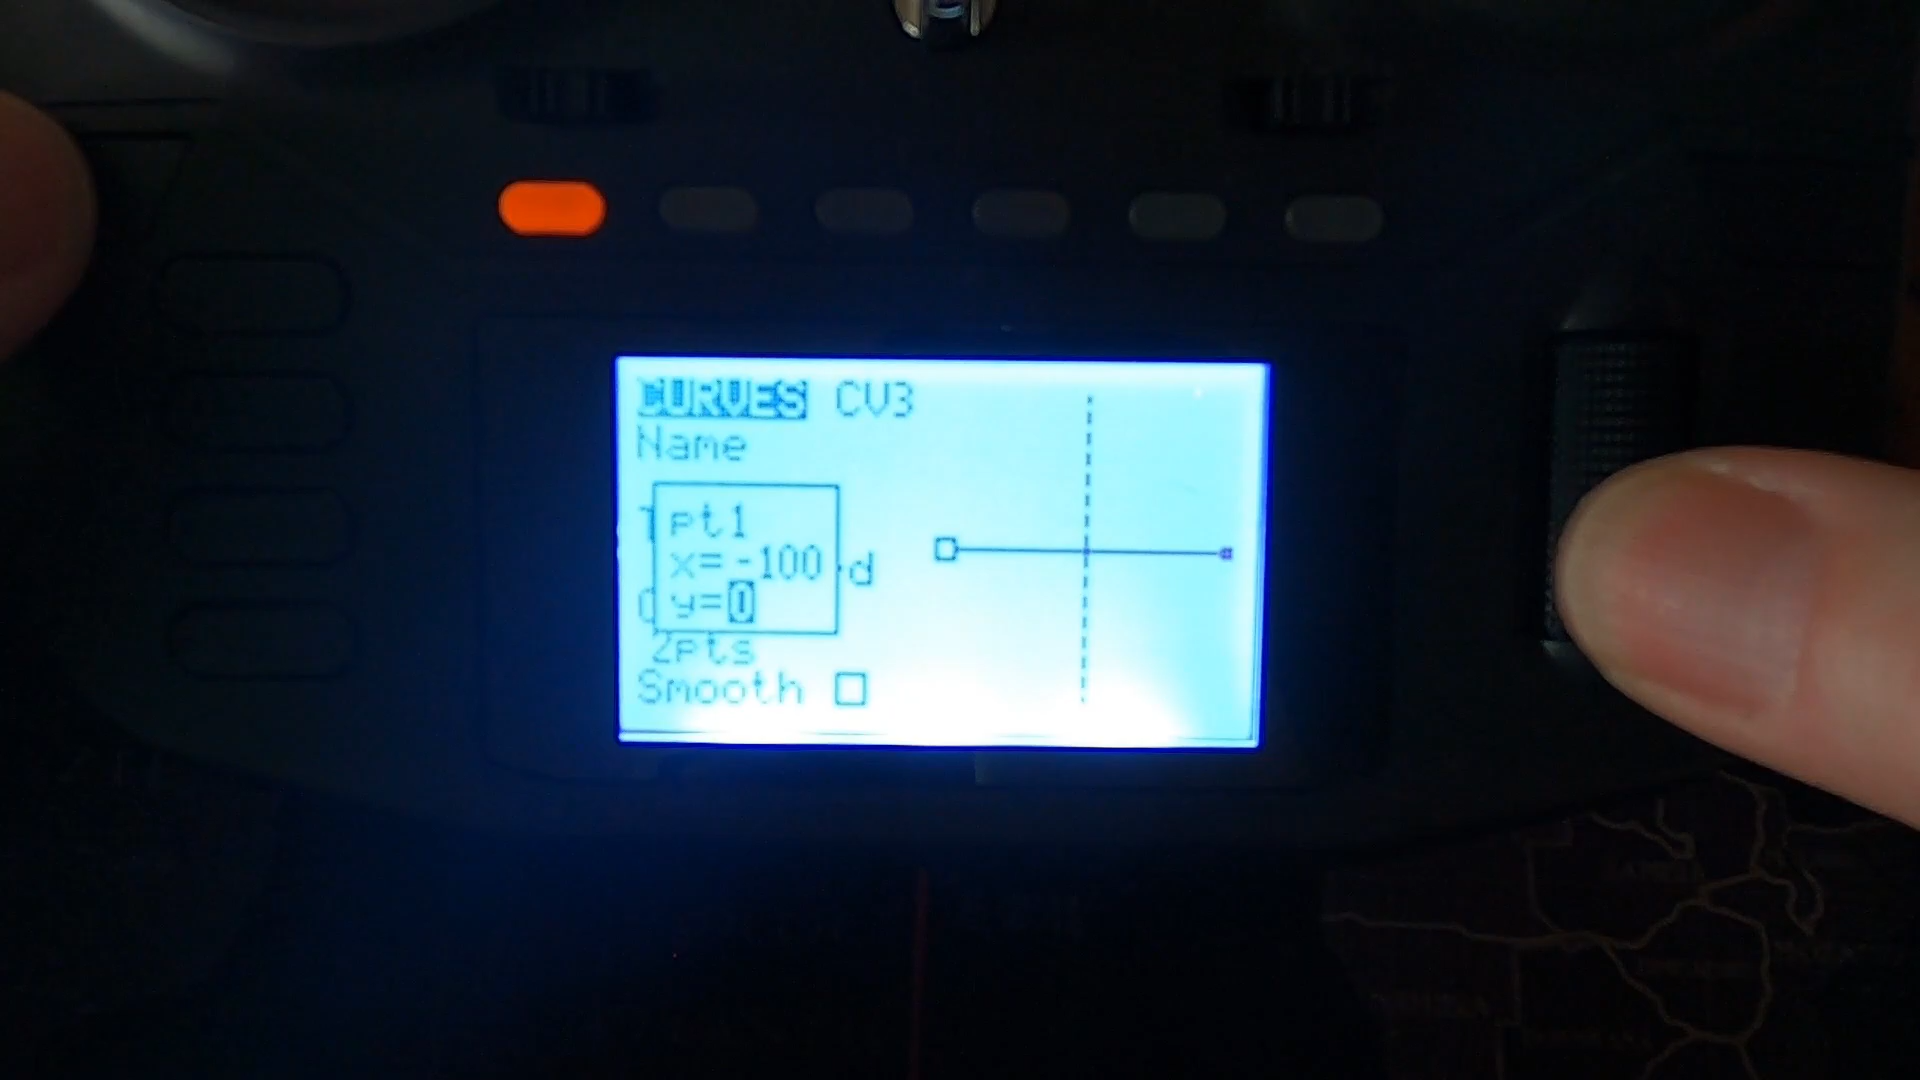 CURVES CV3
Name
pt1
x= -100
d
y=0
2pts
Smooth